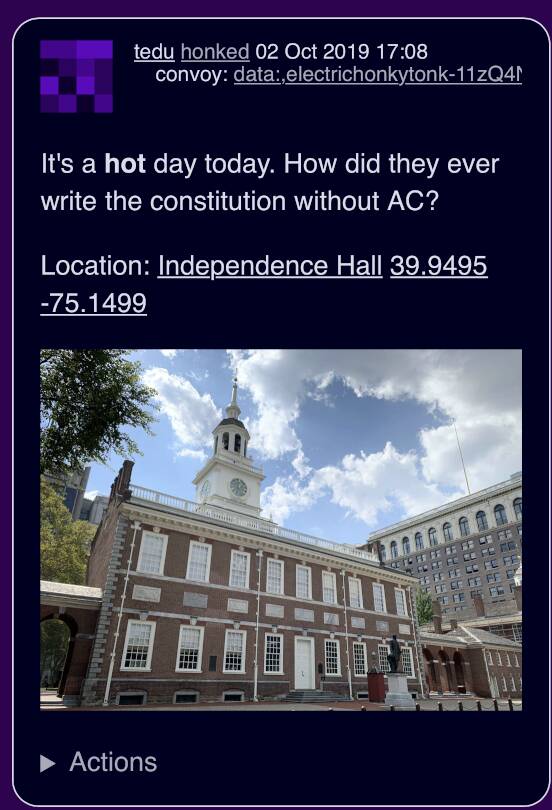 tedu honked 02 Oct 2019 17:08
convoy: data:,electrichonkytonk-11zQ4
It's a hot day today. How did they ever
write the constitution without AC?
Location: Independence Hall 39.9495
-75.1499
Actions